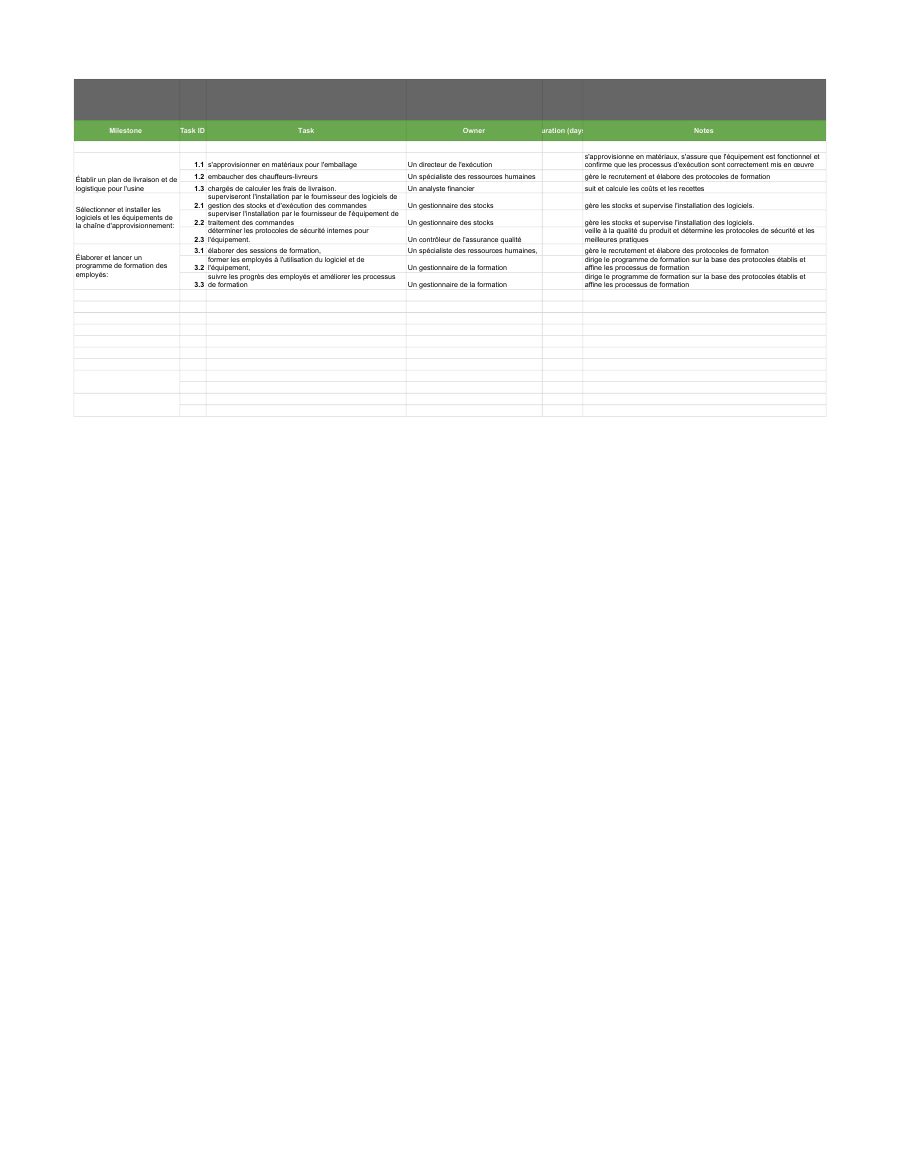 Milestone Task ID Task Owner uration (days Notes
s'approvisionne en matériaux, s'assure que l'équipement est fonctionnel et
1.1 s'approvisionner en matériaux pour l'emballage Un directeur de l'exécution confirme que les processus d'exécution sont correctement mis en œuvre
Établir un plan de livraison et de
logistique pour l'usine
1.2 embaucher des chauffeurs-livreurs Un spécialiste des ressources humaines gère le recrutement et élabore des protocoles de formation
1.3 chargés de calculer les frais de livraison. Un analyste financier suit et calcule les coûts et les recettes
Sélectionner et installer les
logiciels et les équipements de
la chaîne d'approvisionnement:
superviseront l'installation par le fournisseur des logiciels de
2.1 gestion des stocks et d'exécution des commandes Un gestionnaire des stocks gère les stocks et supervise l'installation des logiciels.
superviser l'installation par le fournisseur de l'équipement de
2.2 traitement des commandes Un gestionnaire des stocks gère les stocks et supervise l'installation des logiciels.
déterminer les protocoles de sécurité internes pour veille à la qualité du produit et détermine les protocoles de sécurité et les
2.3 l'équipement. Un contrôleur de l'assurance qualité meilleures pratiques
Élaborer et lancer un
programme de formation des
employés:
3.1 élaborer des sessions de formation, Un spécialiste des ressources humaines, gère le recrutement et élabore des protocoles de formaton
former les employés à l'utilisation du logiciel et de dirige le programme de formation sur la base des protocoles établis et
3.2 l'équipement, Un gestionnaire de la formation affine les processus de formation
suivre les progrès des employés et améliorer les processus dirige le programme de formation sur la base des protocoles établis et
3.3 de formation Un gestionnaire de la formation affine les processus de formation